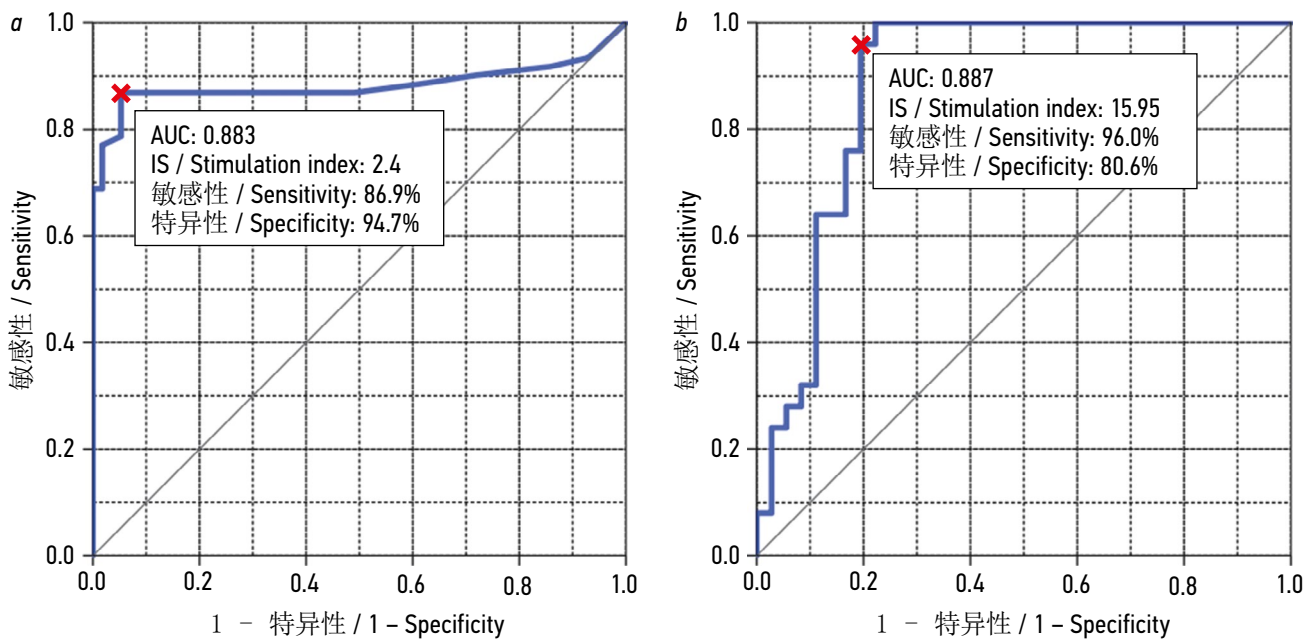 a
1.0
0.8
0.6
0.4
0.2
0.0
敏感性 / Sensitivity
AUC: 0.883
IS / Stimulation index: 2.4
敏感性 / Sensitivity: 86.9%
特异性 / Specificity: 94.7%
0.0 0.2 0.4 0.6 0.8 1.0
1 – 特异性 / 1 – Specificity
b
1.0
0.8
0.6
0.4
0.2
0.0
敏感性 / Sensitivity
AUC: 0.887
IS / Stimulation index: 15.95
敏感性 / Sensitivity: 96.0%
特异性 / Specificity: 80.6%
0.0 0.2 0.4 0.6 0.8 1.0
1 – 特异性 / 1 – Specificity